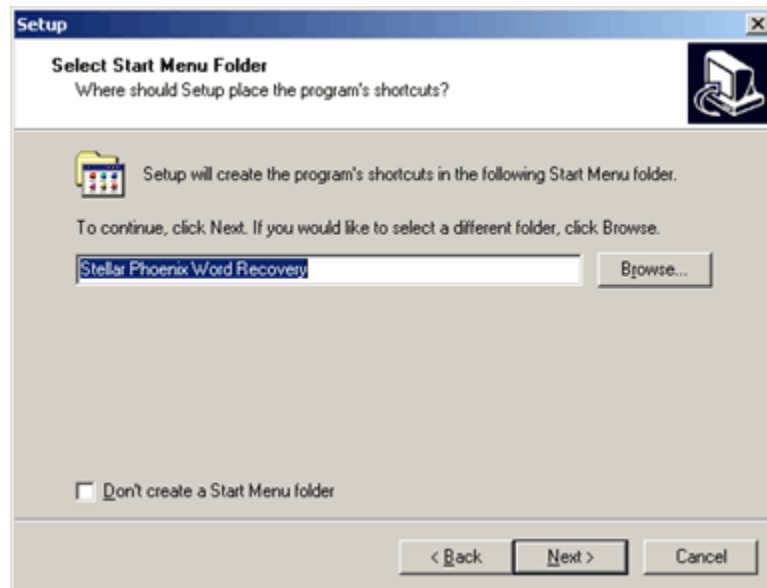 Setup
Select Start Menu Folder
Where should Setup place the program's shortcuts?
Setup will create the program's shortcuts in the following Start Menu folder.
To continue, click Next. If you would like to select a different folder, click Browse.
Stellar Phoenix Word Recovery
Browse...
Don't create a Start Menu folder
< Back
Next >
Cancel